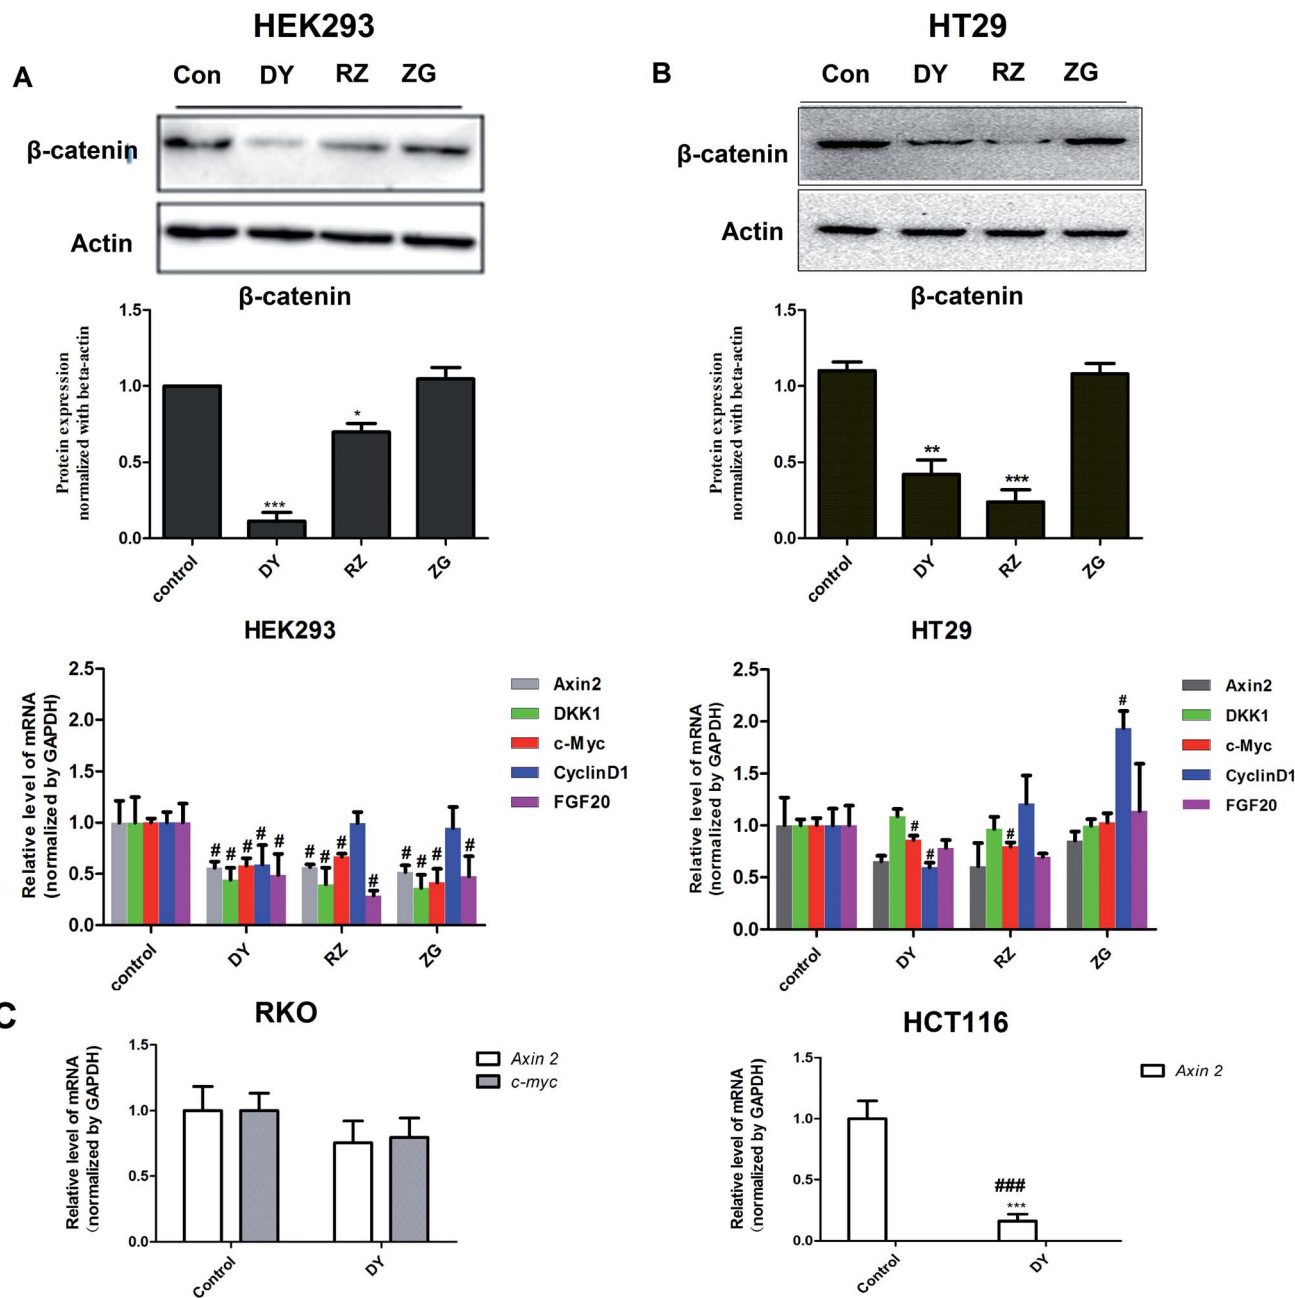 HEK293
A
Con DY RZ ZG
β-catenin
Actin
β-catenin
Protein expression
normalized with beta-actin
1.5
1.0
0.5
0.0
***
*
control DY RZ ZG
HT29
B
Con DY RZ ZG
β-catenin
Actin
β-catenin
Protein expression
normalized with beta-actin
1.5
1.0
0.5
0.0
**
***
control DY RZ ZG
HEK293
Relative level of mRNA
(normalized by GAPDH)
2.5
2.0
1.5
1.0
0.5
0.0
# # # # #
# # # #
# # # #
control DY RZ ZG
Axin2
DKK1
c-Myc
CyclinD1
FGF20
HT29
Relative level of mRNA
(normalized by GAPDH)
2.5
2.0
1.5
1.0
0.5
0.0
# #
#
#
control DY RZ ZG
Axin2
DKK1
c-Myc
CyclinD1
FGF20
C
RKO
Relative level of mRNA
(normalized by GAPDH)
1.5
1.0
0.5
0.0
Control DY
Axin 2
c-myc
HCT116
Relative level of mRNA
(normalized by GAPDH)
1.5
1.0
0.5
0.0
###
***
Control DY
Axin 2